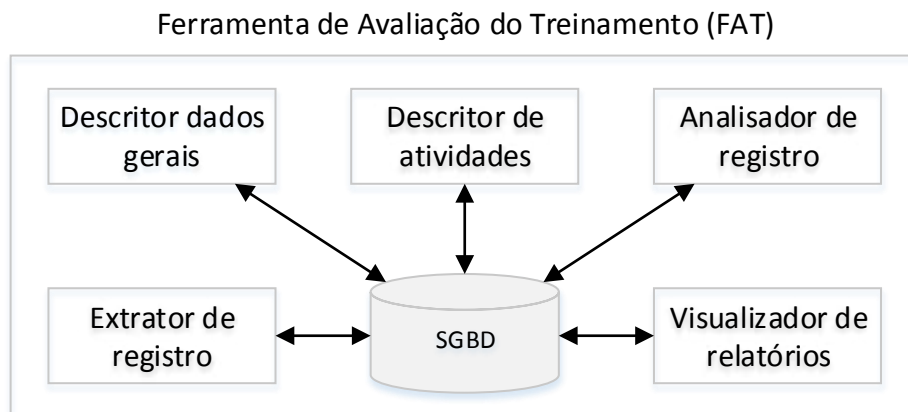 Ferramenta de Avaliação do Treinamento (FAT)
Descritor dados
gerais
Descritor de
atividades
Analisador de
registro
Extrator de
registro
SGBD
Visualizador de
relatórios